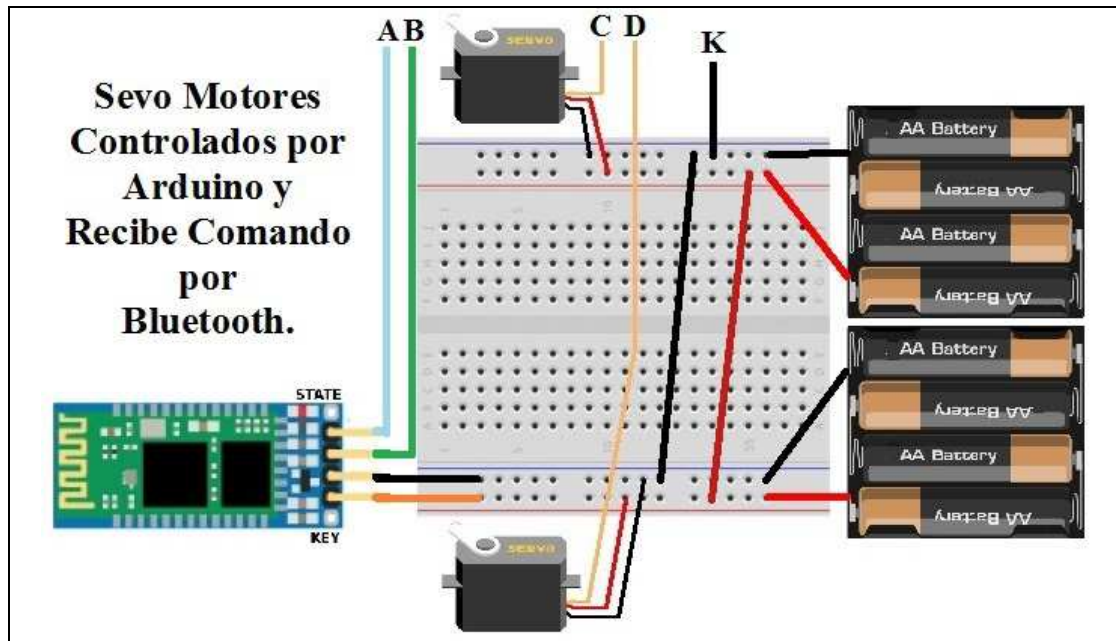 A B
C D
K
SERVO
Sevo Motores
Controlados por
Arduino y
Recibe Comando
por
Bluetooth.
AA Battery
AA Battery
AA Battery
AA Battery
STATE
KEY
AA Battery
AA Battery
AA Battery
AA Battery
SERVO